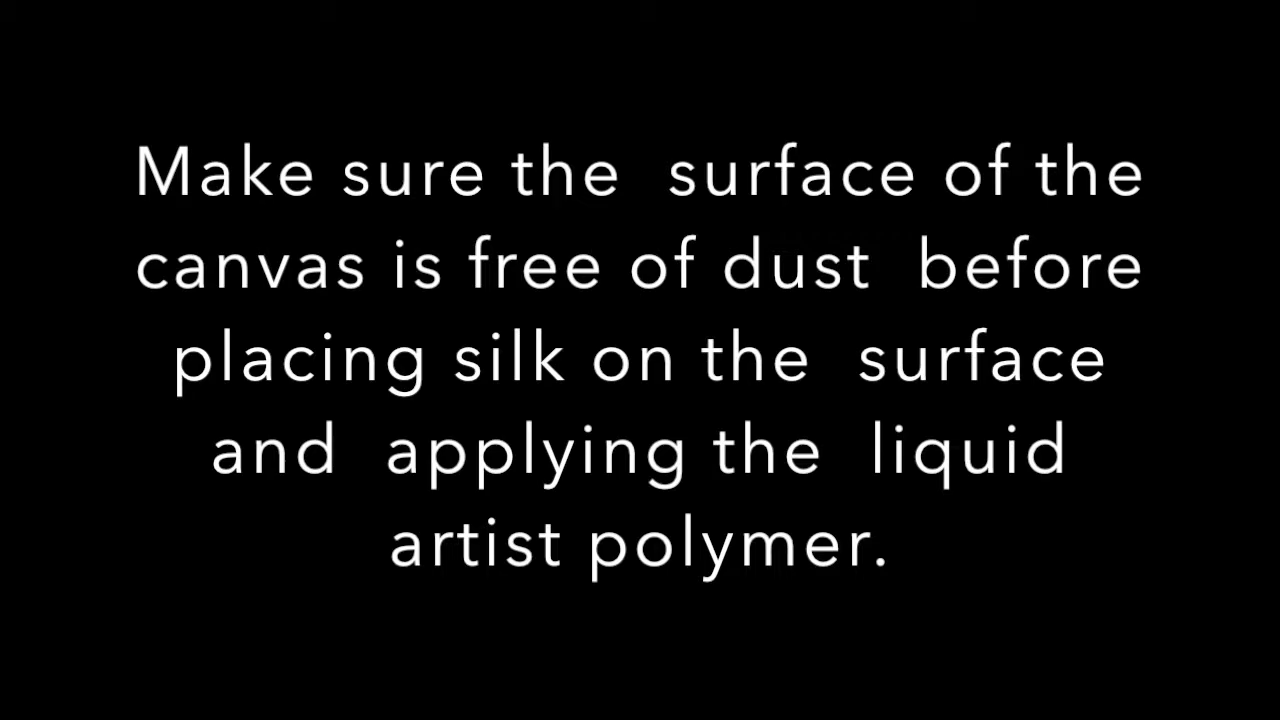 Make sure the surface of the
canvas is free of dust before
placing silk on the surface
and applying the liquid
artist polymer.